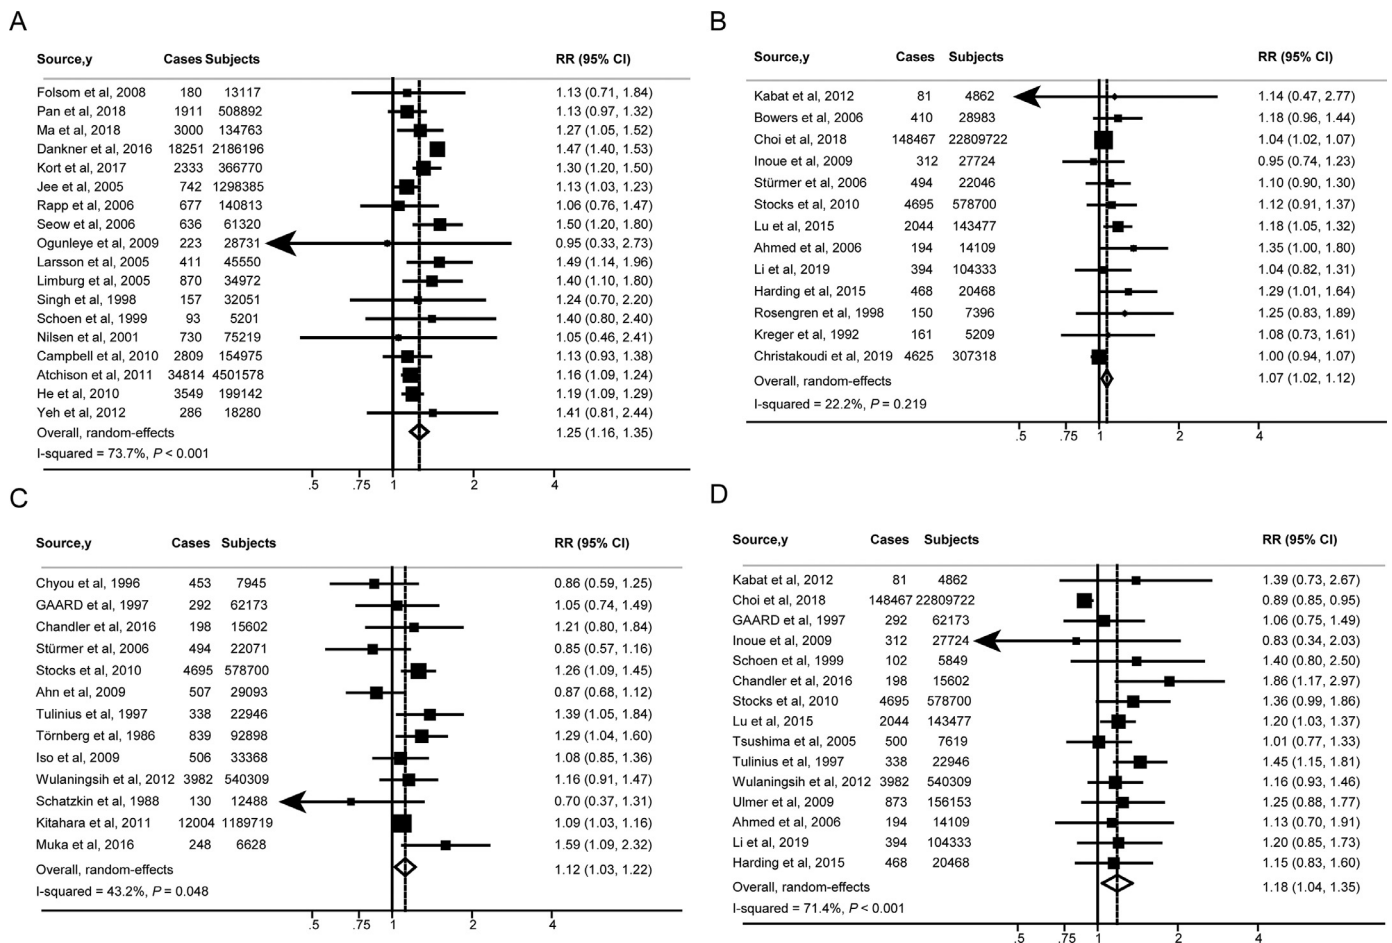 A
Source,y Cases Subjects RR (95% CI)
Folsom et al, 2008 180 13117 1.13 (0.71, 1.84)
Pan et al, 2018 1911 508892 1.13 (0.97, 1.32)
Ma et al, 2018 3000 134763 1.27 (1.05, 1.52)
Dankner et al, 2016 18251 2186196 1.47 (1.40, 1.53)
Kort et al, 2017 2333 366770 1.30 (1.20, 1.50)
Jee et al, 2005 742 1298385 1.13 (1.03, 1.23)
Rapp et al, 2006 677 140813 1.06 (0.76, 1.47)
Seow et al, 2006 636 61320 1.50 (1.20, 1.80)
Ogunleye et al, 2009 223 28731 0.95 (0.33, 2.73)
Larsson et al, 2005 411 45550 1.49 (1.14, 1.96)
Limburg et al, 2005 870 34972 1.40 (1.10, 1.80)
Singh et al, 1998 157 32051 1.24 (0.70, 2.20)
Schoen et al, 1999 93 5201 1.40 (0.80, 2.40)
Nilsen et al, 2001 730 75219 1.05 (0.46, 2.41)
Campbell et al, 2010 2809 154975 1.13 (0.93, 1.38)
Atchison et al, 2011 34814 4501578 1.16 (1.09, 1.24)
He et al, 2010 3549 199142 1.19 (1.09, 1.29)
Yeh et al, 2012 286 18280 1.41 (0.81, 2.44)
Overall, random-effects 1.25 (1.16, 1.35)
I-squared = 73.7%, P < 0.001
.5 .75 1 2 4
B
Source,y Cases Subjects RR (95% CI)
Kabat et al, 2012 81 4862 1.14 (0.47, 2.77)
Bowers et al, 2006 410 28983 1.18 (0.96, 1.44)
Choi et al, 2018 148467 22809722 1.04 (1.02, 1.07)
Inoue et al, 2009 312 27724 0.95 (0.74, 1.23)
Stürmer et al, 2006 494 22046 1.10 (0.90, 1.30)
Stocks et al, 2010 4695 578700 1.12 (0.91, 1.37)
Lu et al, 2015 2044 143477 1.18 (1.05, 1.32)
Ahmed et al, 2006 194 14109 1.35 (1.00, 1.80)
Li et al, 2019 394 104333 1.04 (0.82, 1.31)
Harding et al, 2015 468 20468 1.29 (1.01, 1.64)
Rosengren et al, 1998 150 7396 1.25 (0.83, 1.89)
Kreger et al, 1992 161 5209 1.08 (0.73, 1.61)
Christakoudi et al, 2019 4625 307318 1.00 (0.94, 1.07)
Overall, random-effects 1.07 (1.02, 1.12)
I-squared = 22.2%, P = 0.219
.5 .75 1 2 4
C
Source,y Cases Subjects RR (95% CI)
Chyou et al, 1996 453 7945 0.86 (0.59, 1.25)
GAARD et al, 1997 292 62173 1.05 (0.74, 1.49)
Chandler et al, 2016 198 15602 1.21 (0.80, 1.84)
Stürmer et al, 2006 494 22071 0.85 (0.57, 1.16)
Stocks et al, 2010 4695 578700 1.26 (1.09, 1.45)
Ahn et al, 2009 507 29093 0.87 (0.68, 1.12)
Tulinius et al, 1997 338 22946 1.39 (1.05, 1.84)
Törnberg et al, 1986 839 92898 1.29 (1.04, 1.60)
Iso et al, 2009 506 33368 1.08 (0.85, 1.36)
Wulaningsih et al, 2012 3982 540309 1.16 (0.91, 1.47)
Schatzkin et al, 1988 130 12488 0.70 (0.37, 1.31)
Kitahara et al, 2011 12004 1189719 1.09 (1.03, 1.16)
Muka et al, 2016 248 6628 1.59 (1.09, 2.32)
Overall, random-effects 1.12 (1.03, 1.22)
I-squared = 43.2%, P = 0.048
.5 .75 1 2 4
D
Source,y Cases Subjects RR (95% CI)
Kabat et al, 2012 81 4862 1.39 (0.73, 2.67)
Choi et al, 2018 148467 22809722 0.89 (0.85, 0.95)
GAARD et al, 1997 292 62173 1.06 (0.75, 1.49)
Inoue et al, 2009 312 27724 0.83 (0.34, 2.03)
Schoen et al, 1999 102 5849 1.40 (0.80, 2.50)
Chandler et al, 2016 198 15602 1.86 (1.17, 2.97)
Stocks et al, 2010 4695 578700 1.36 (0.99, 1.86)
Lu et al, 2015 2044 143477 1.20 (1.03, 1.37)
Tsushima et al, 2005 500 7619 1.01 (0.77, 1.33)
Tulinius et al, 1997 338 22946 1.45 (1.15, 1.81)
Wulaningsih et al, 2012 3982 540309 1.16 (0.93, 1.46)
Ulmer et al, 2009 873 156153 1.25 (0.88, 1.77)
Ahmed et al, 2006 194 14109 1.13 (0.70, 1.91)
Li et al, 2019 394 104333 1.20 (0.85, 1.73)
Harding et al, 2015 468 20468 1.15 (0.83, 1.60)
Overall, random-effects 1.18 (1.04, 1.35)
I-squared = 71.4%, P < 0.001
.5 .75 1 2 4